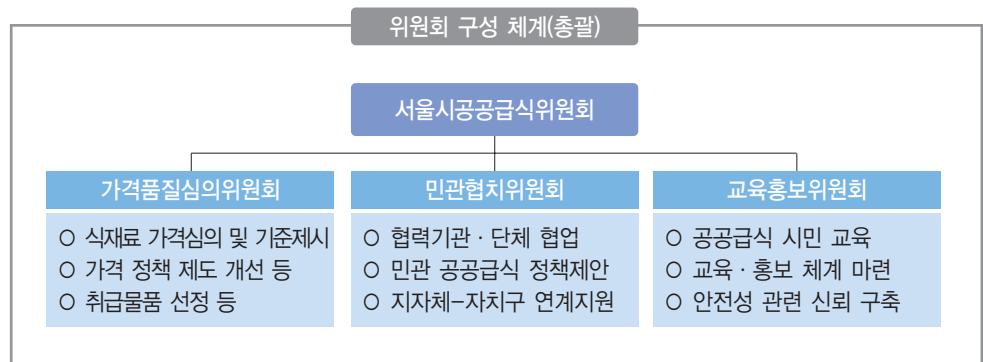 위원회 구성 체계(총괄)
서울시공공급식위원회
가격품질심의위원회
○ 식재료 가격심의 및 기준제시
○ 가격 정책 제도 개선 등
○ 취급물품 선정 등
민관협치위원회
○ 협력기관 · 단체 협업
○ 민관 공공급식 정책제안
○ 지자체-자치구 연계지원
교육홍보위원회
○ 공공급식 시민 교육
○ 교육 · 홍보 체계 마련
○ 안전성 관련 신뢰 구축